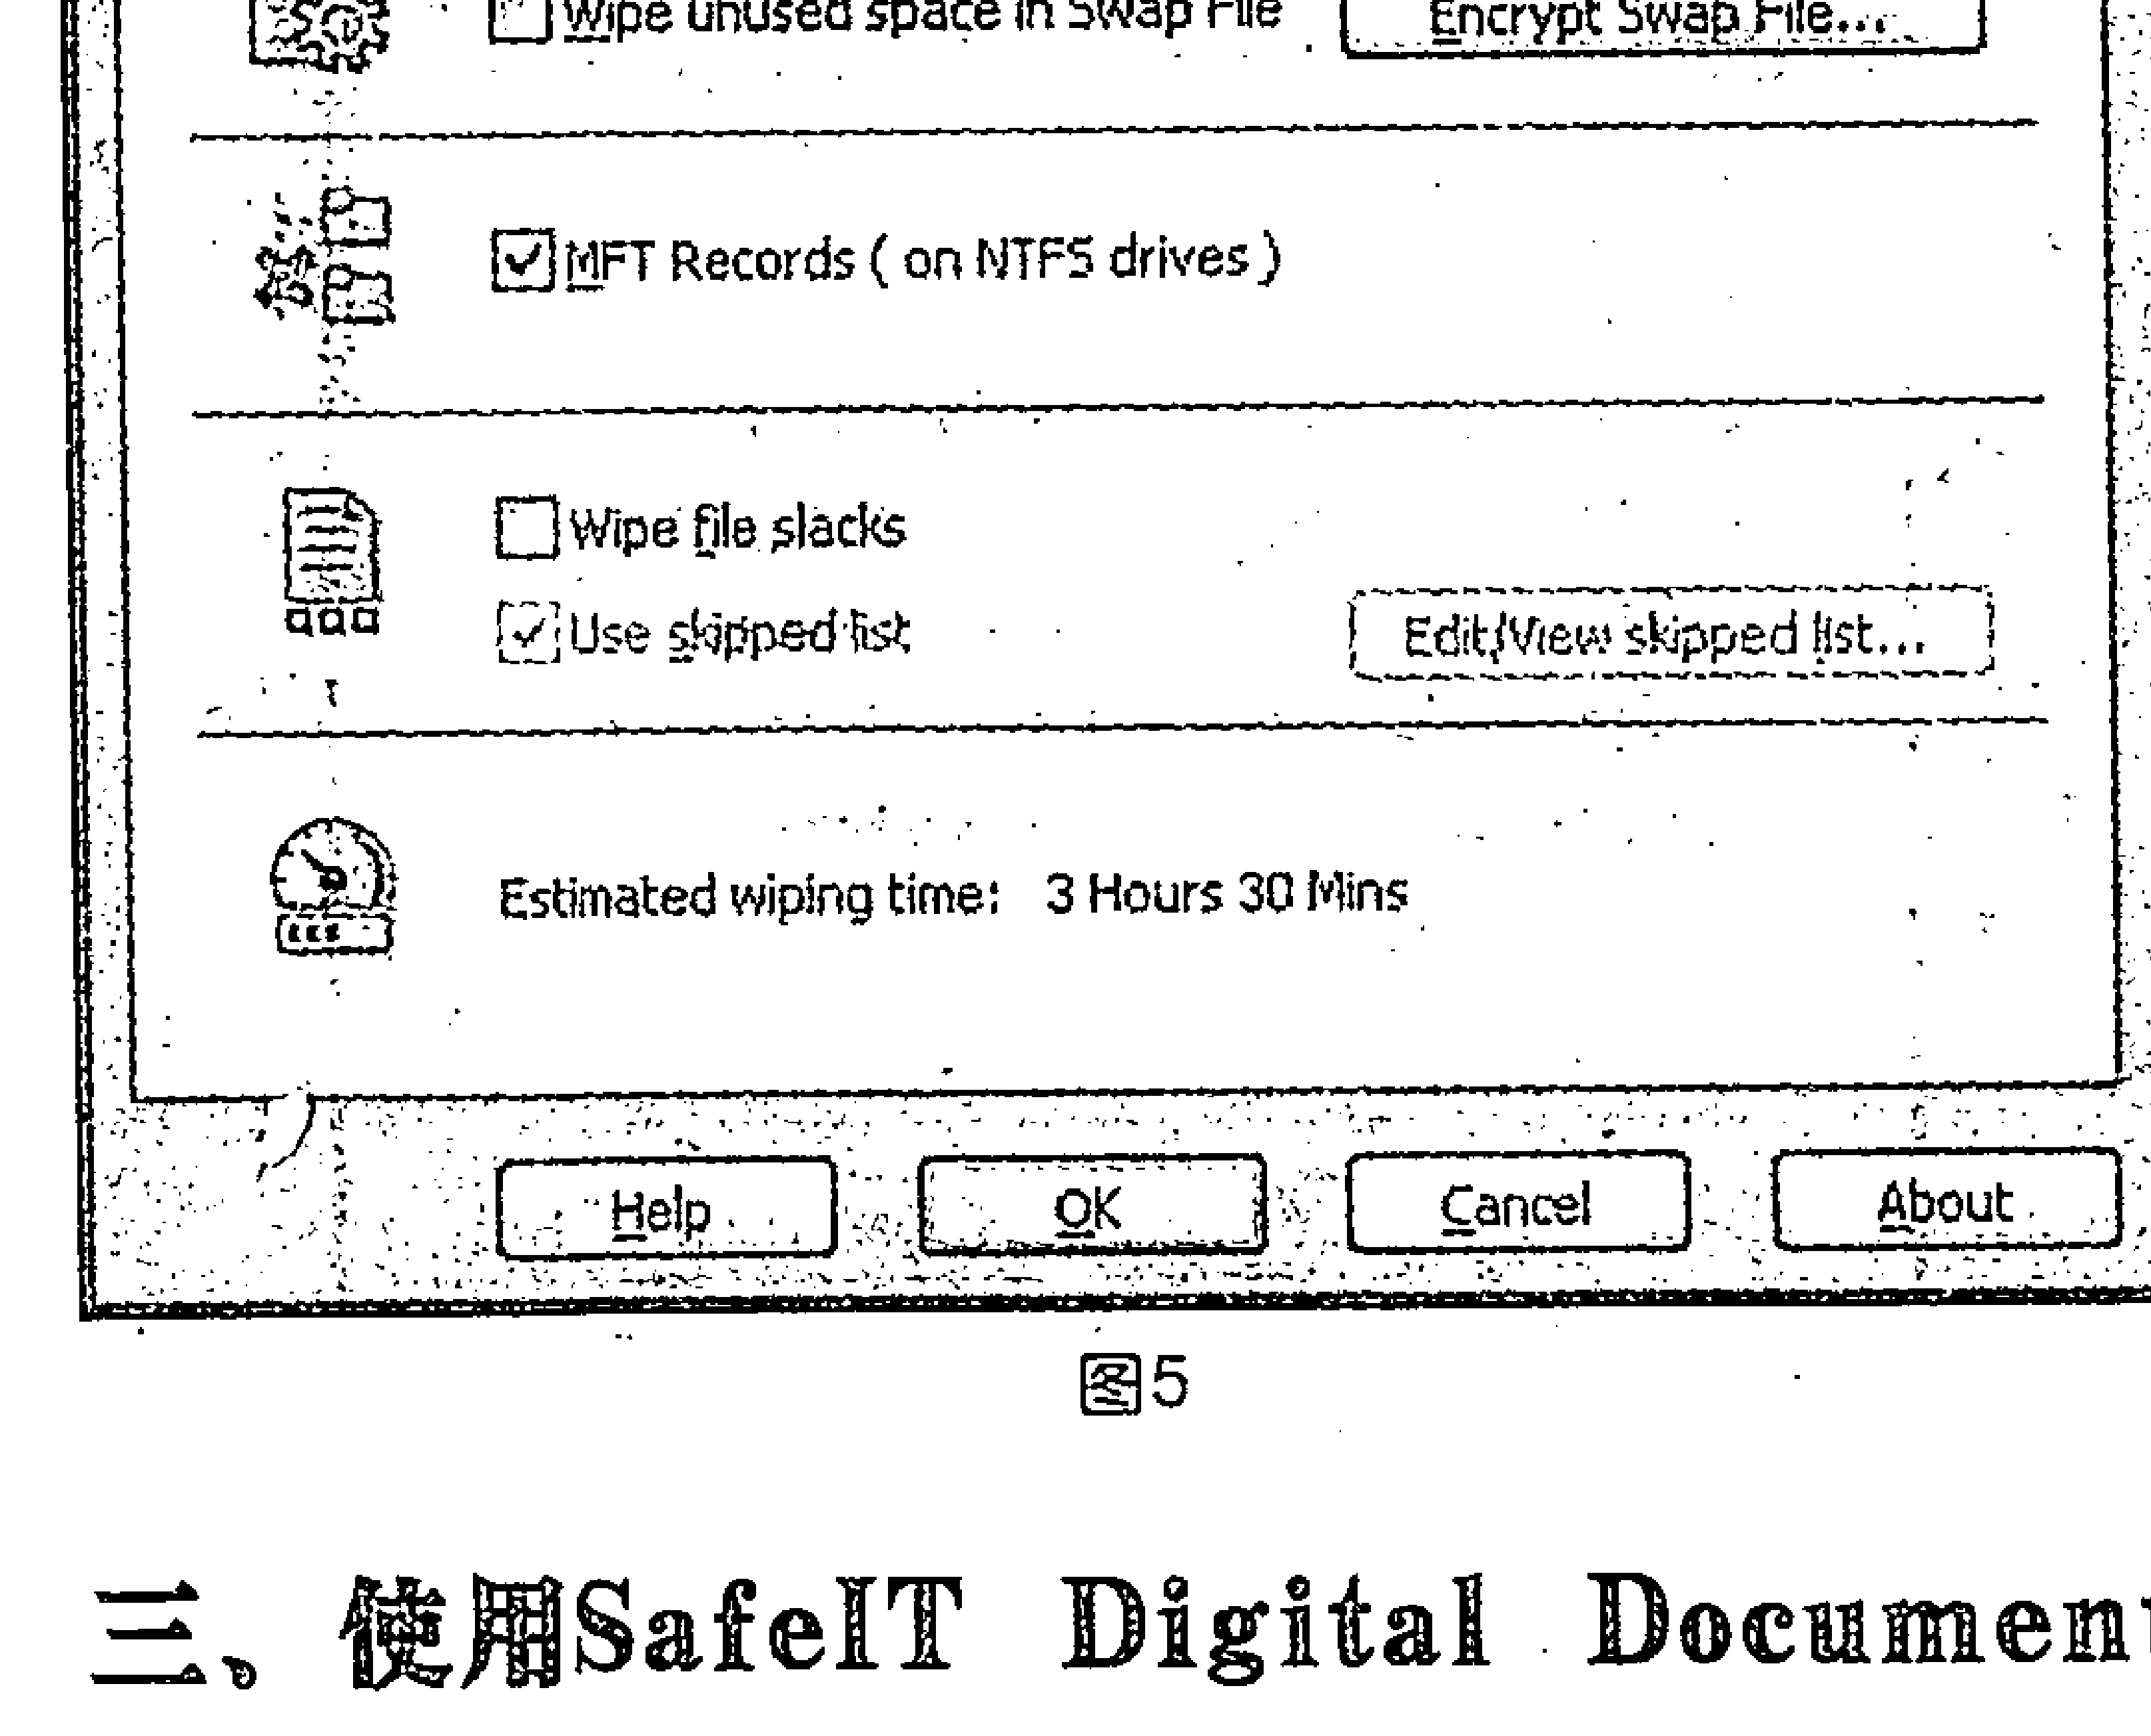 Wipe unused space in Swap File Encrypt Swap File...
MFT Records ( on NTFS drives )
Wipe file slacks
Use skipped list Edit/View skipped list...
Estimated wiping time: 3 Hours 30 Mins
Help OK Cancel About
图5
三、使用SafeIT Digital Document